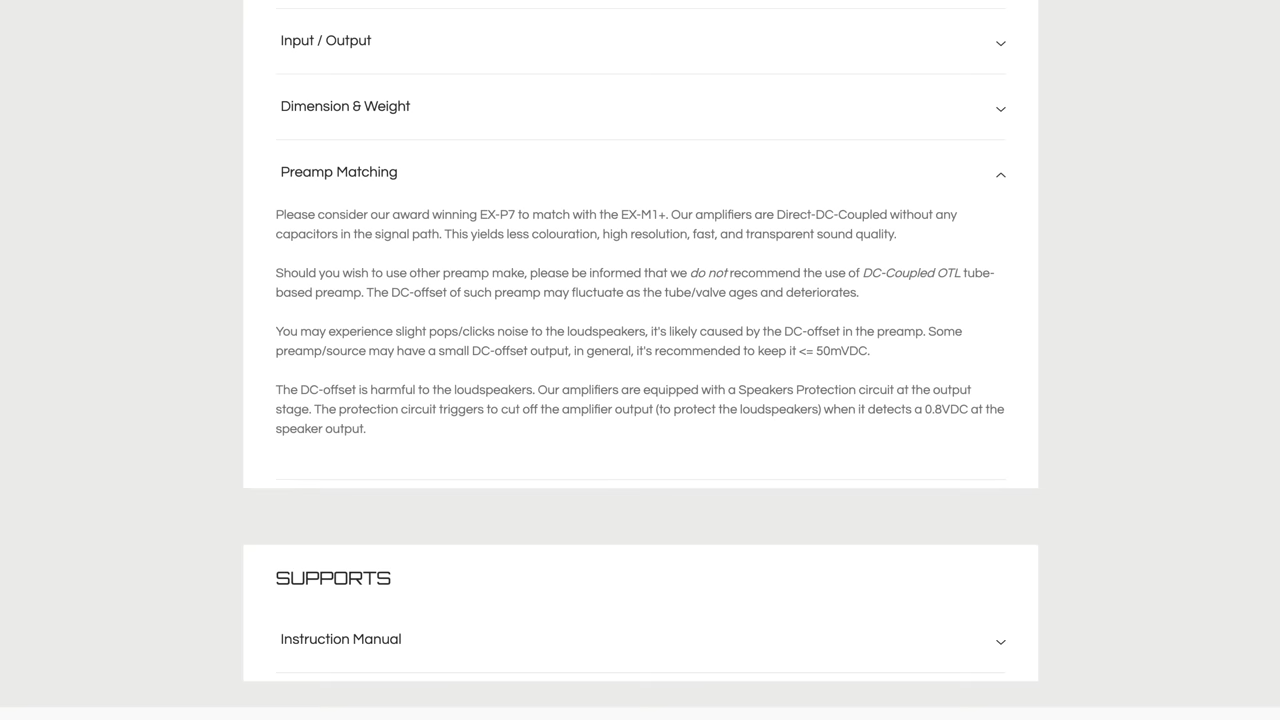 Input / Output
Dimension & Weight
Preamp Matching
Please consider our award winning EX-P7 to match with the EX-M1+. Our amplifiers are Direct-DC-Coupled without any
capacitors in the signal path. This yields less colouration, high resolution, fast, and transparent sound quality.
Should you wish to use other preamp make, please be informed that we do not recommend the use of DC-Coupled OTL tube-
based preamp. The DC-offset of such preamp may fluctuate as the tube/valve ages and deteriorates.
You may experience slight pops/clicks noise to the loudspeakers, it's likely caused by the DC-offset in the preamp. Some
preamp/source may have a small DC-offset output, in general, it's recommended to keep it <= 50mVDC.
The DC-offset is harmful to the loudspeakers. Our amplifiers are equipped with a Speakers Protection circuit at the output
stage. The protection circuit triggers to cut off the amplifier output (to protect the loudspeakers) when it detects a 0.8VDC at the
speaker output.
SUPPORTS
Instruction Manual